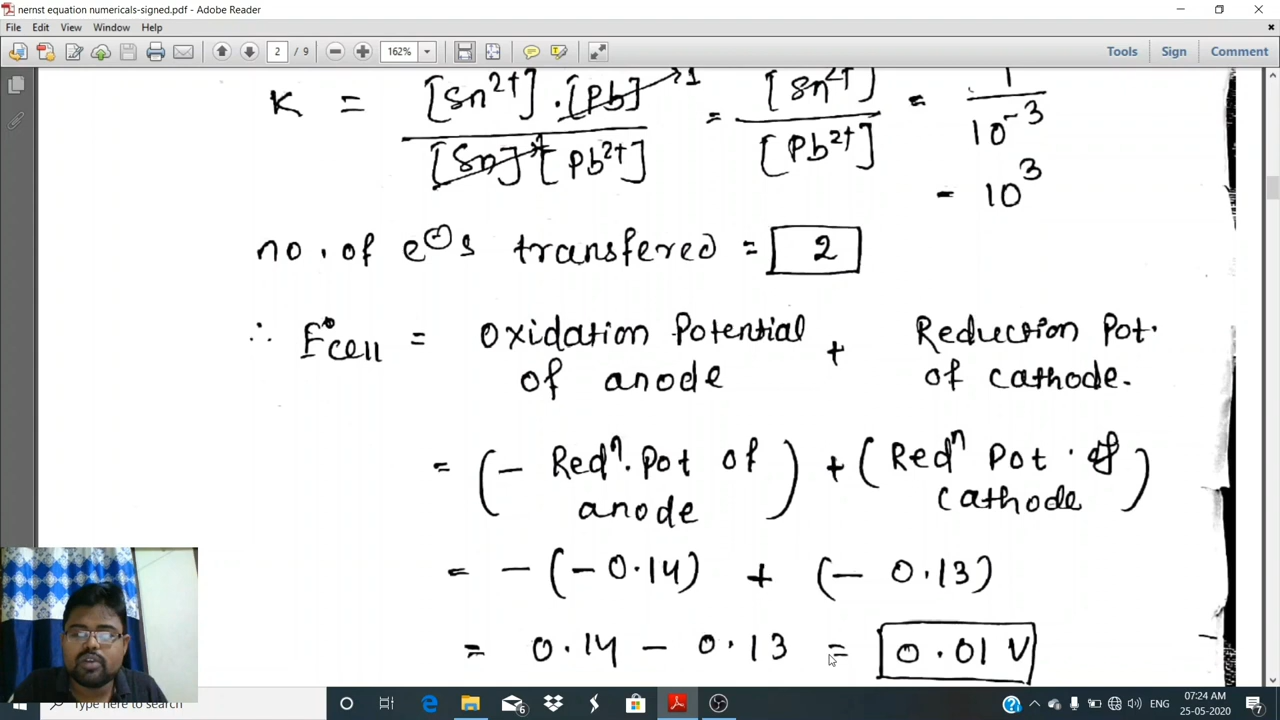 nernst equation numericals-signed.pdf - Adobe Reader
File Edit View Window Help
2 / 9 162% Tools Sign Comment
K = [Sn²⁺] · [Pb] / [Sn] [Pb²⁺] = [Sn²⁺] / [Pb²⁺] = 1 / 10⁻³
= 10³
no. of e⊖s transfered = 2
∴ E°cell = Oxidation Potential of anode + Reduction Pot. of cathode.
= (- Redⁿ. Pot of anode) + (Redⁿ Pot. of cathode)
= - (- 0.14) + (- 0.13)
= 0.14 - 0.13 = 0.01 V
Type here to search
6
ENG
07:24 AM
25-05-2020
7